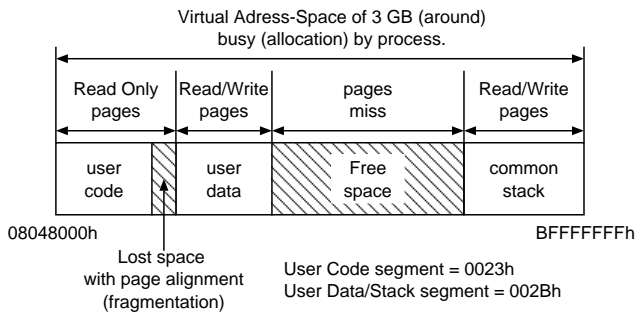 Virtual Adress-Space of 3 GB (around)
busy (allocation) by process.
Read Only
pages
Read/Write
pages
pages
miss
Read/Write
pages
user
code
user
data
Free
space
common
stack
08048000h
BFFFFFFFh
Lost space
with page alignment
(fragmentation)
User Code segment = 0023h
User Data/Stack segment = 002Bh